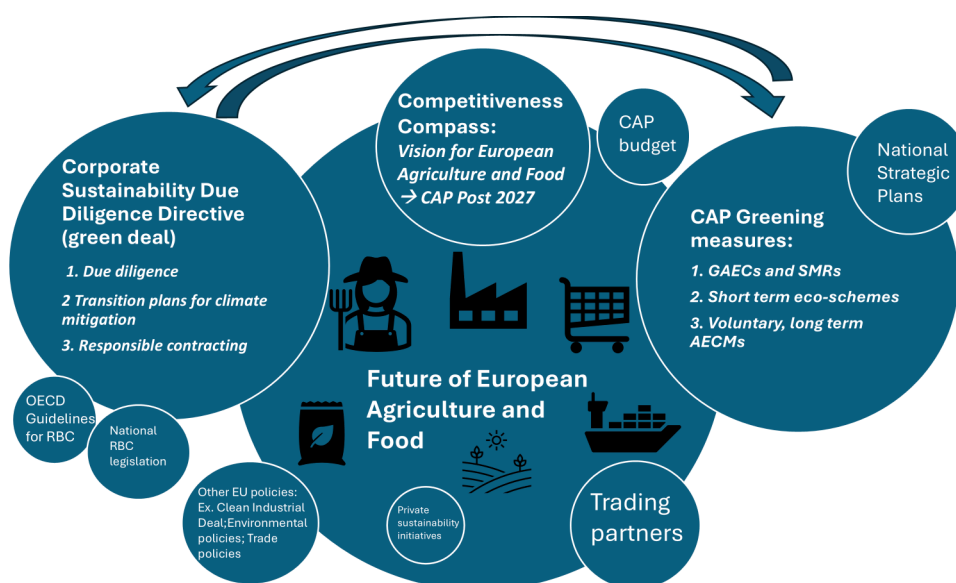 Competitiveness
Compass:
Vision for European
Agriculture and Food
→ CAP Post 2027
CAP
budget
National
Strategic
Plans
Corporate
Sustainability Due
Diligence Directive
(green deal)
1. Due diligence
2 Transition plans for climate
mitigation
3. Responsible contracting
CAP Greening
measures:
1. GAECs and SMRs
2. Short term eco-schemes
3. Voluntary, long term
AECMs
Future of European
Agriculture and
Food
OECD
Guidelines
for RBC
National
RBC
legislation
Other EU policies:
Ex. Clean Industrial
Deal;Environmental
policies; Trade
policies
Private
sustainability
initiatives
Trading
partners